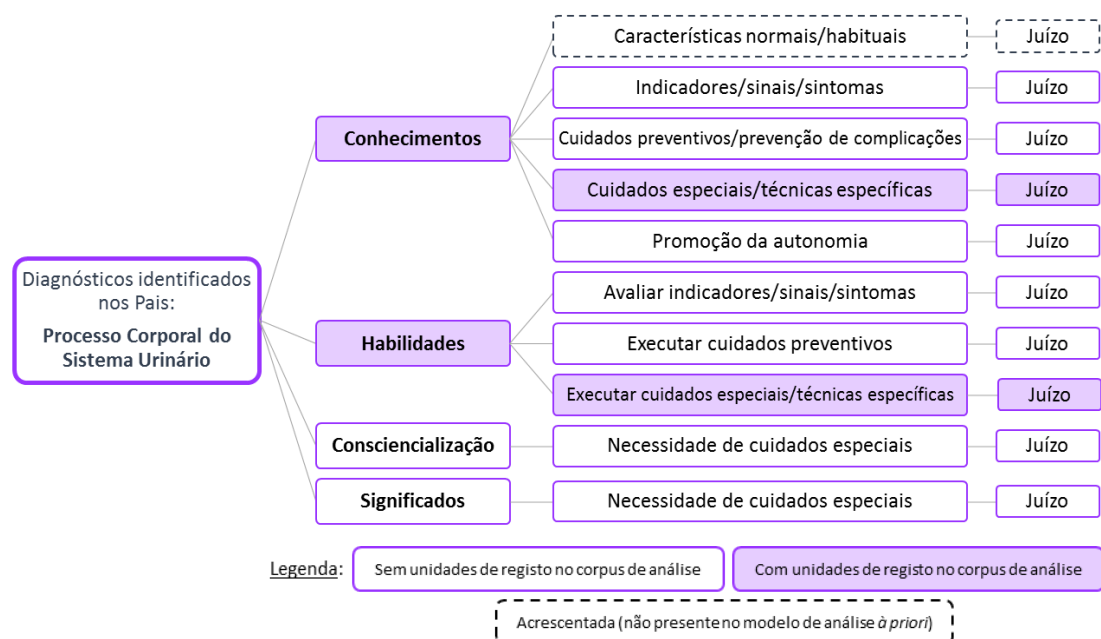 Características normais/habituais
Juízo
Indicadores/sinais/sintomas
Juízo
Conhecimentos
Cuidados preventivos/prevenção de complicações
Juízo
Cuidados especiais/técnicas específicas
Juízo
Promoção da autonomia
Juízo
Diagnósticos identificados
nos Pais:
Processo Corporal do
Sistema Urinário
Avaliar indicadores/sinais/sintomas
Juízo
Habilidades
Executar cuidados preventivos
Juízo
Executar cuidados especiais/técnicas específicas
Juízo
Consciencialização
Necessidade de cuidados especiais
Juízo
Significados
Necessidade de cuidados especiais
Juízo
Legenda:
Sem unidades de registo no corpus de análise
Com unidades de registo no corpus de análise
Acrescentada (não presente no modelo de análise à priori)